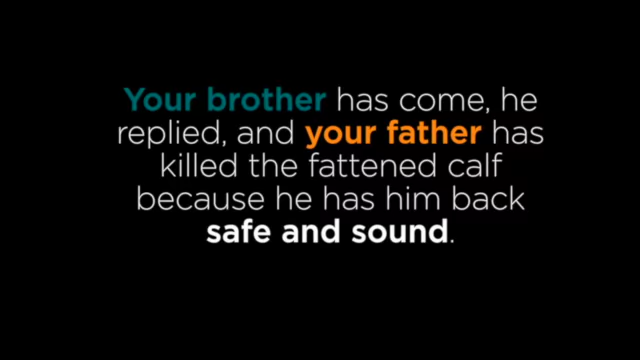 Your brother has come, he
replied, and your father has
killed the fattened calf
because he has him back
safe and sound.